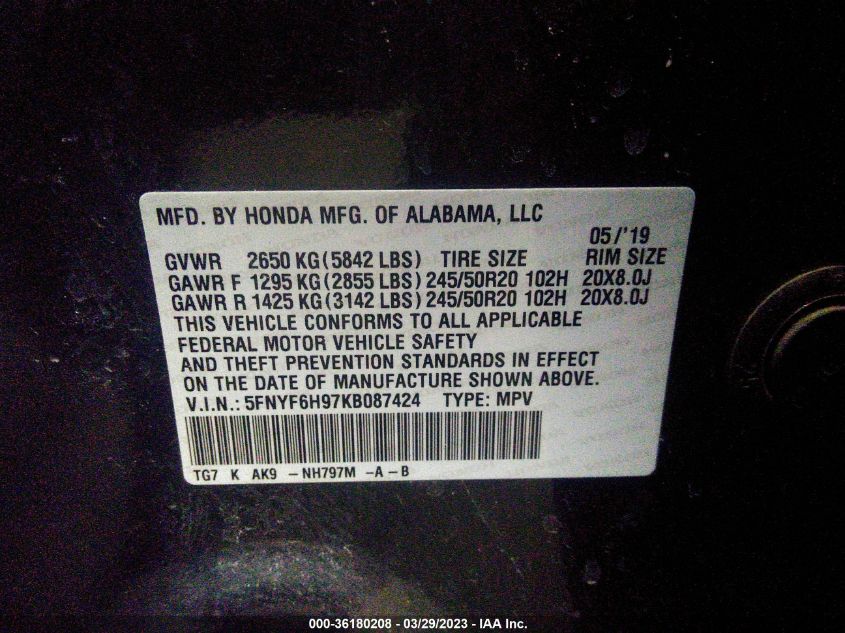 MFD. BY HONDA MFG. OF ALABAMA, LLC
05/'19
GVWR 2650 KG(5842 LBS) TIRE SIZE RIM SIZE
GAWR F 1295 KG(2855 LBS) 245/50R20 102H 20X8.0J
GAWR R 1425 KG(3142 LBS) 245/50R20 102H 20X8.0J
THIS VEHICLE CONFORMS TO ALL APPLICABLE
FEDERAL MOTOR VEHICLE SAFETY
AND THEFT PREVENTION STANDARDS IN EFFECT
ON THE DATE OF MANUFACTURE SHOWN ABOVE.
V.I.N.: 5FNYF6H97KB087424 TYPE: MPV
TG7 K AK9 -NH797M -A-B
000-36180208 - 03/29/2023 - IAA Inc.